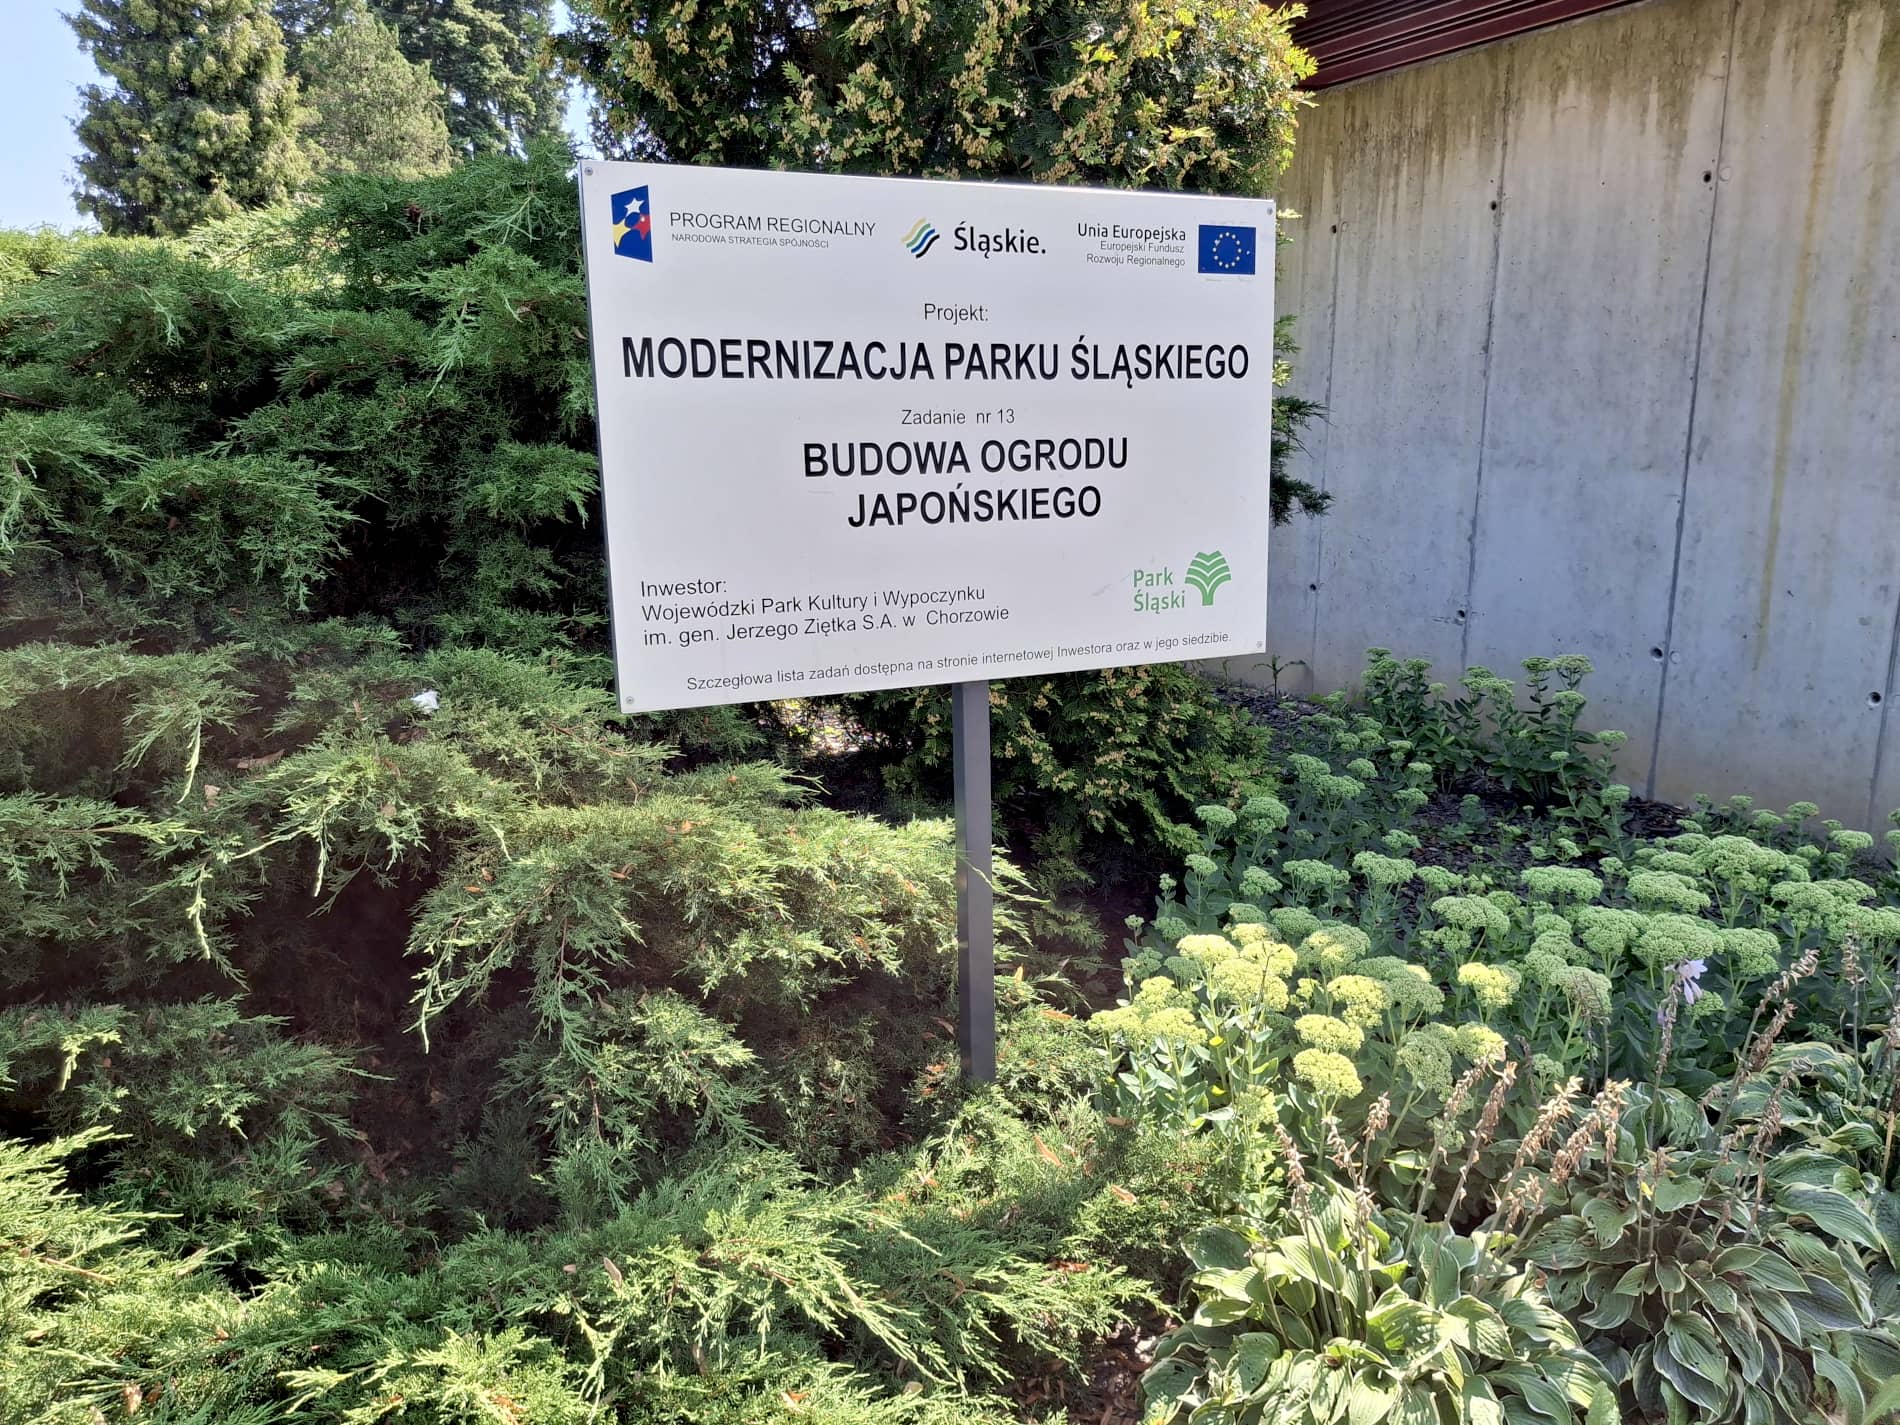 PROGRAM REGIONALNY
NARODOWA STRATEGIA SPÓJNOŚCI
Śląskie.
Unia Europejska
Europejski Fundusz
Rozwoju Regionalnego
Projekt:
MODERNIZACJA PARKU ŚLĄSKIEGO
Zadanie nr 13
BUDOWA OGRODU
JAPOŃSKIEGO
Inwestor:
Wojewódzki Park Kultury i Wypoczynku
im. gen. Jerzego Ziętka S.A. w Chorzowie
Park
Śląski
Szczegłowa lista zadań dostępna na stronie internetowej Inwestora oraz w jego siedzibie.